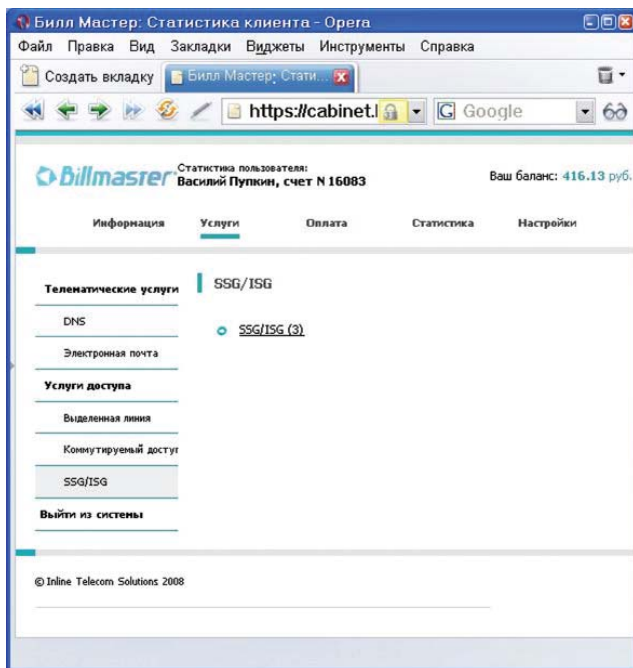 Билл Мастер: Статистика клиента - Opera
Файл Правка Вид Закладки Виджеты Инструменты Справка
Создать вкладку Билл Мастер: Стати...
https://cabinet.l Google
Billmaster
Статистика пользователя:
Василий Пупкин, счет N 16083
Ваш баланс: 416.13 руб.
Информация Услуги Оплата Статистика Настройки
Телематические услуги
SSG/ISG
DNS
SSG/ISG (3)
Электронная почта
Услуги доступа
Выделенная линия
Коммутируемый доступ
SSG/ISG
Выйти из системы
© Inline Telecom Solutions 2008